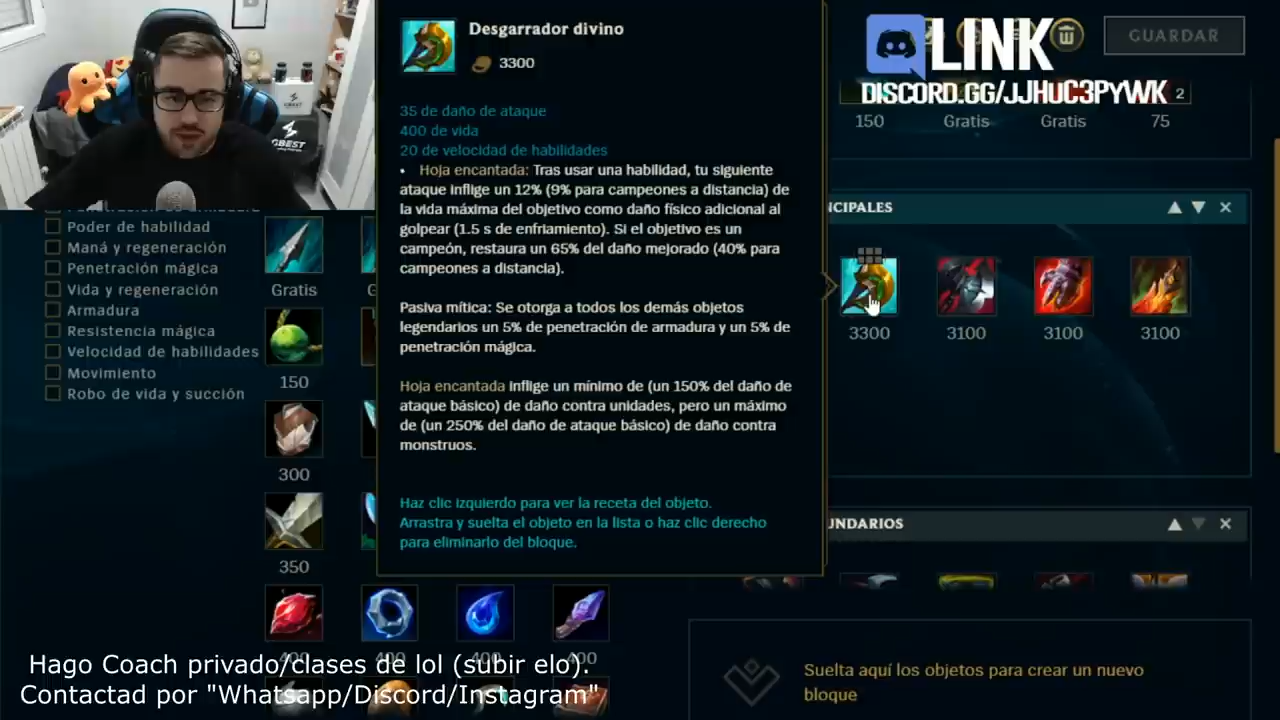 Desgarrador divino
3300
35 de daño de ataque
400 de vida
20 de velocidad de habilidades
• Hoja encantada: Tras usar una habilidad, tu siguiente
ataque inflige un 12% (9% para campeones a distancia) de
la vida máxima del objetivo como daño físico adicional al
golpear (1.5 s de enfriamiento). Si el objetivo es un
campeón, restaura un 65% del daño mejorado (40% para
campeones a distancia).
Pasiva mítica: Se otorga a todos los demás objetos
legendarios un 5% de penetración de armadura y un 5% de
penetración mágica.
Hoja encantada inflige un mínimo de (un 150% del daño de
ataque básico) de daño contra unidades, pero un máximo
de (un 250% del daño de ataque básico) de daño contra
monstruos.
Haz clic izquierdo para ver la receta del objeto.
Arrastra y suelta el objeto en la lista o haz clic derecho
para eliminarlo del bloque.
LINK
DISCORD.GG/JJHUC3PYWK
GUARDAR
2
150 Gratis Gratis 75
NCIPALES
3300 3100 3100 3100
UNDARIOS
Suelta aquí los objetos para crear un nuevo
bloque
Poder de habilidad
Maná y regeneración
Penetración mágica
Vida y regeneración
Armadura
Resistencia mágica
Velocidad de habilidades
Movimiento
Robo de vida y succión
Gratis
150
300
350
400
Hago Coach privado/clases de lol (subir elo).
Contactad por "Whatsapp/Discord/Instagram"